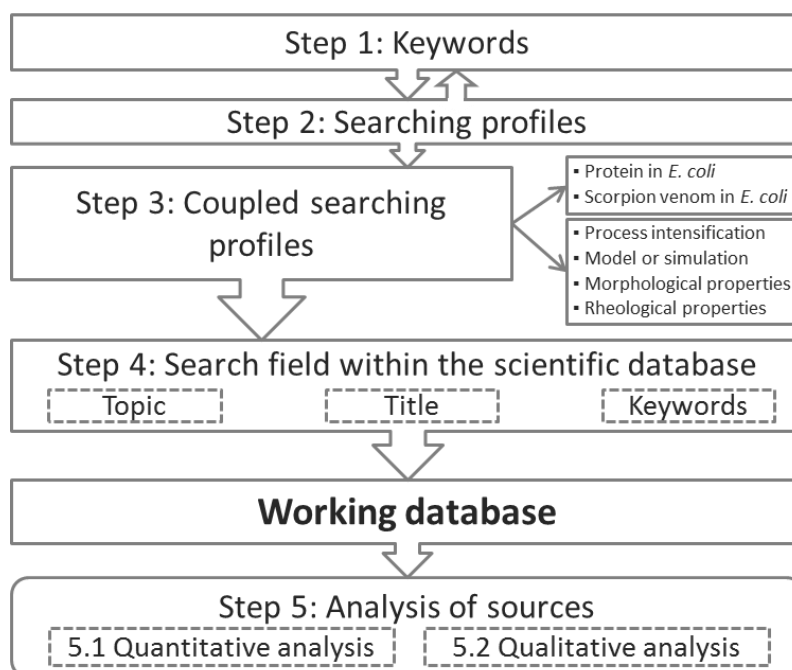 Step 1: Keywords
Step 2: Searching profiles
Step 3: Coupled searching
profiles
▪ Protein in E. coli
▪ Scorpion venom in E. coli
▪ Process intensification
▪ Model or simulation
▪ Morphological properties
▪ Rheological properties
Step 4: Search field within the scientific database
Topic
Title
Keywords
Working database
Step 5: Analysis of sources
5.1 Quantitative analysis
5.2 Qualitative analysis